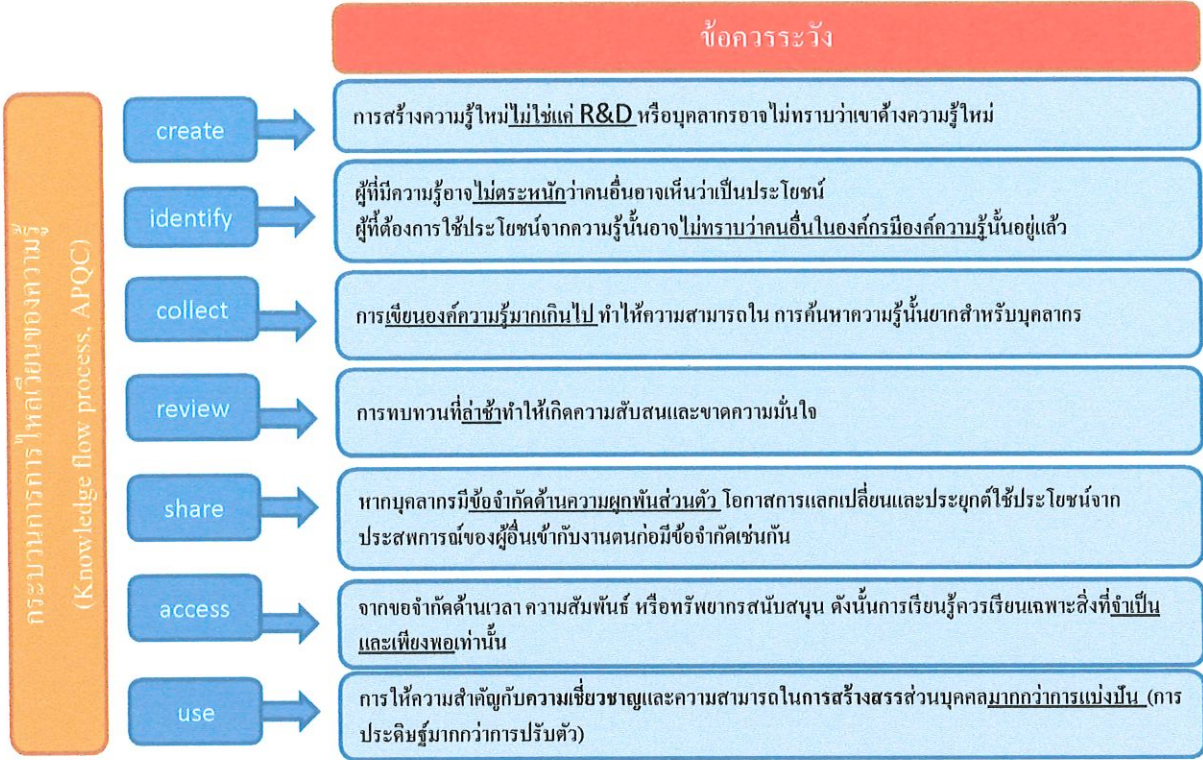 ข้อควรระวัง
กระบวนการการไหลเวียนของความรู้
(Knowledge flow process, APQC)
create
การสร้างความรู้ใหม่ไม่ใช่แค่ R&D หรือบุคลากรอาจไม่ทราบว่าเขาค้างความรู้ใหม่
identify
ผู้ที่มีความรู้อาจไม่ตระหนักว่าคนอื่นอาจเห็นว่าเป็นประโยชน์
ผู้ที่ต้องการใช้ประโยชน์จากความรู้นั้นอาจไม่ทราบว่าคนอื่นในองค์กรมีองค์ความรู้นั้นอยู่แล้ว
collect
การเขียนองค์ความรู้มากเกินไป ทำให้ความสามารถใน การค้นหาความรู้นั้นยากสำหรับบุคลากร
review
การทบทวนที่ล่าช้าทำให้เกิดความสับสนและขาดความมั่นใจ
share
หากบุคลากรมีข้อจำกัดด้านความผูกพันส่วนตัว โอกาสการแลกเปลี่ยนและประยุกต์ใช้ประโยชน์จาก
ประสพการณ์ของผู้อื่นเข้ากับงานตนก่อมีข้อจำกัดเช่นกัน
access
จากขอจำกัดด้านเวลา ความสัมพันธ์ หรือทรัพยากรสนับสนุน ดังนั้นการเรียนรู้ควรเรียนเฉพาะสิ่งที่จำเป็น
และเพียงพอเท่านั้น
use
การให้ความสำคัญกับความเชี่ยวชาญและความสามารถในการสร้างสรรส่วนบุคคลมากกว่าการแบ่งปัน (การ
ประดิษฐ์มากกว่าการปรับตัว)